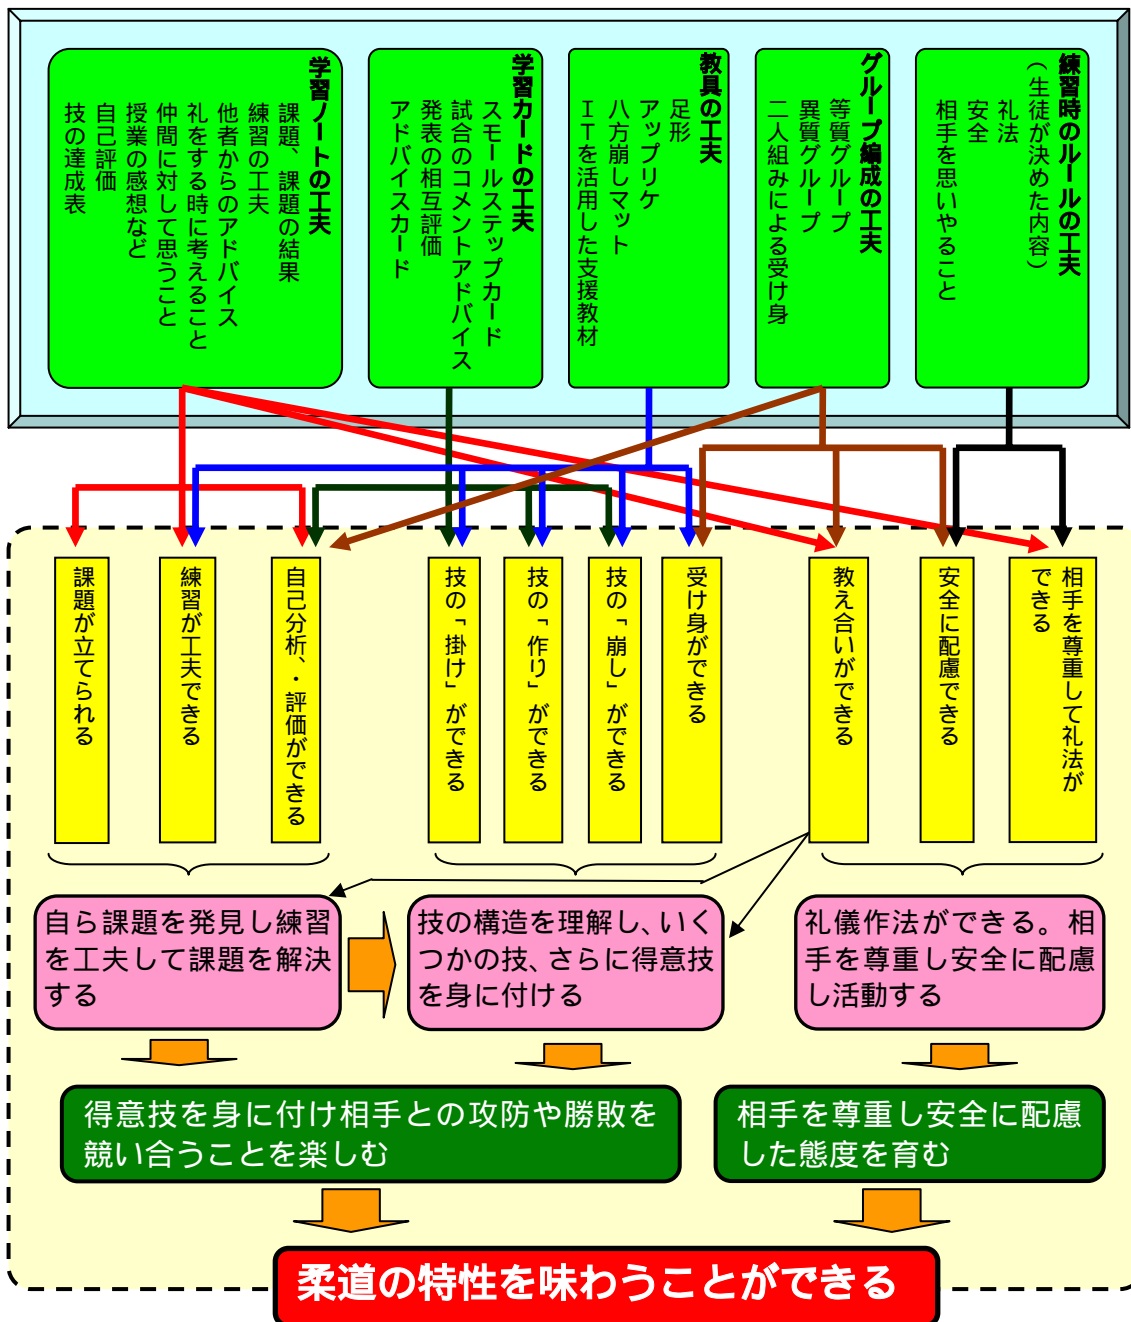 練習時のルールの工夫
（生徒が決めた内容）
礼法
安全
相手を思いやること
グループ編成の工夫
等質グループ
異質グループ
二人組みによる受け身
教具の工夫
足形
アップリケ
八方崩しマット
ＩＴを活用した支援教材
学習カードの工夫
スモールステップカード
試合のコメントアドバイス
発表の相互評価
アドバイスカード
学習ノートの工夫
課題、課題の結果
練習の工夫
他者からのアドバイス
礼をする時に考えること
仲間に対して思うこと
授業の感想など
自己評価
技の達成表
相手を尊重して礼法が
できる
安全に配慮できる
教え合いができる
受け身ができる
技の「崩し」ができる
技の「作り」ができる
技の「掛け」ができる
自己分析、・評価ができる
練習が工夫できる
課題が立てられる
自ら課題を発見し練習
を工夫して課題を解決
する
技の構造を理解し、いく
つかの技、さらに得意技
を身に付ける
礼儀作法ができる。相
手を尊重し安全に配慮
し活動する
得意技を身に付け相手との攻防や勝敗を
競い合うことを楽しむ
相手を尊重し安全に配慮
した態度を育む
柔道の特性を味わうことができる